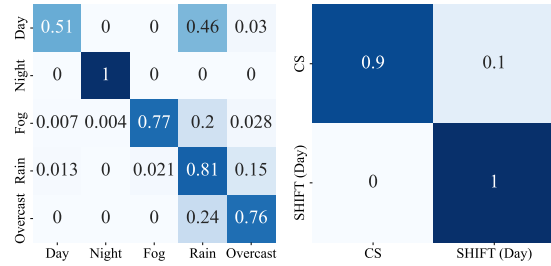 Day 0.51 0 0 0.46 0.03
Night 0 1 0 0 0
Fog 0.007 0.004 0.77 0.2 0.028
Rain 0.013 0 0.021 0.81 0.15
Overcast 0 0 0 0.24 0.76
Day Night Fog Rain Overcast
CS 0.9 0.1
SHIFT (Day) 0 1
CS SHIFT (Day)